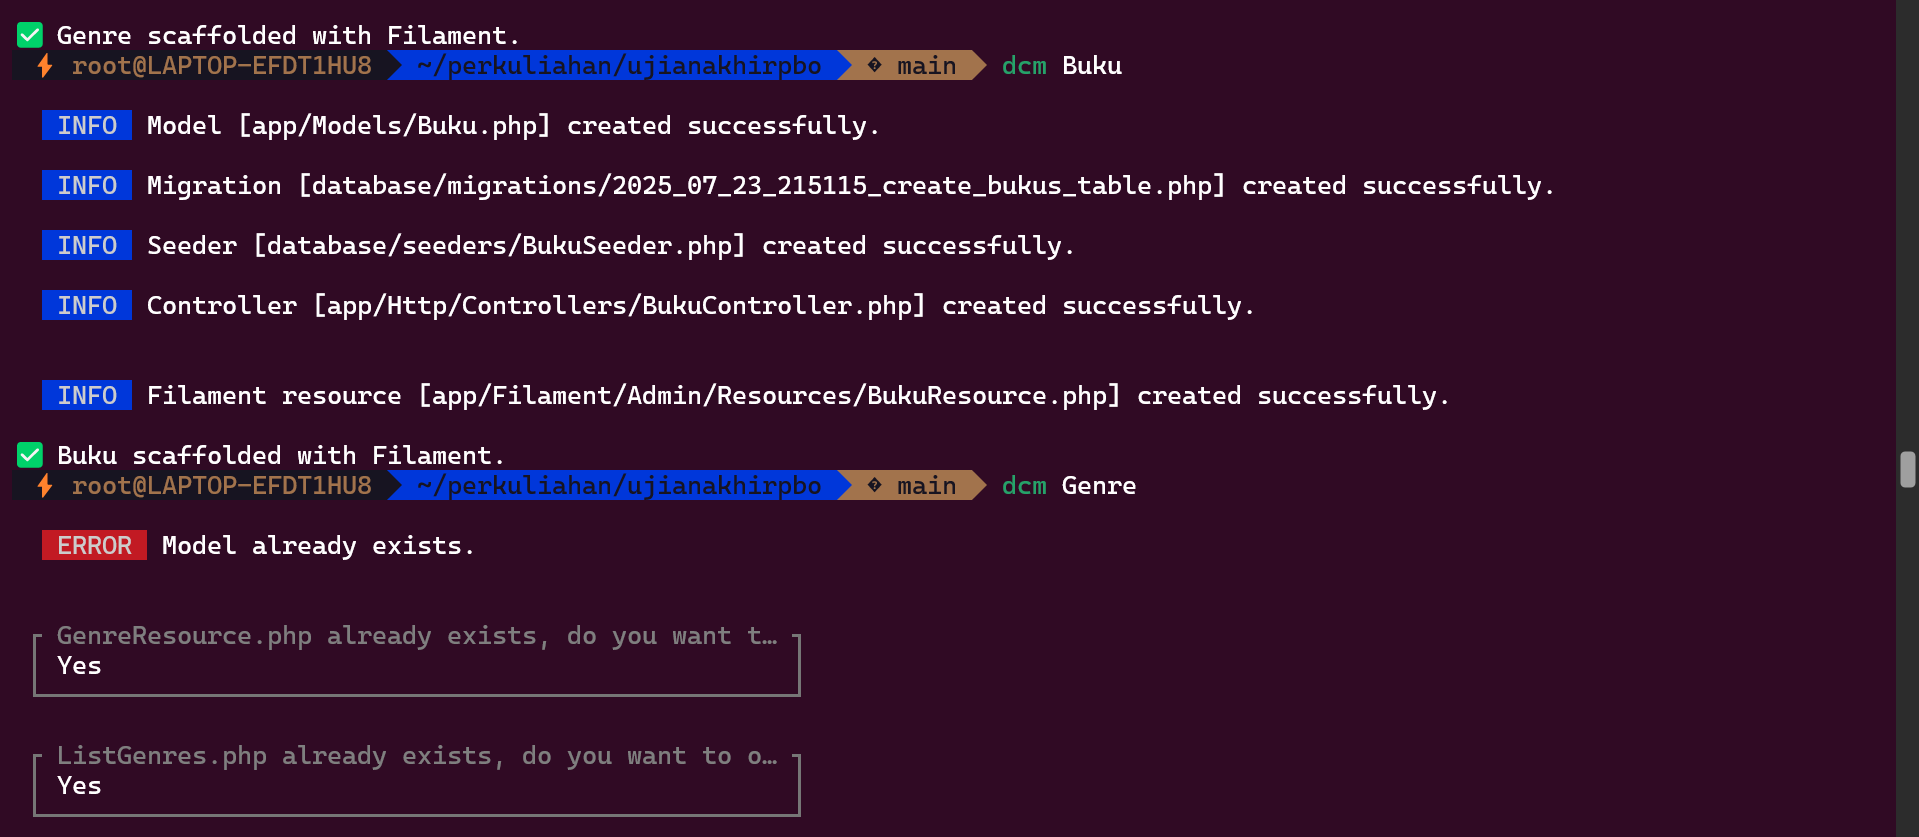 ✅ Genre scaffolded with Filament.
⚡ root@LAPTOP-EFDT1HU8 ~/perkuliahan/ujianakhirpbo � main dcm Buku
INFO Model [app/Models/Buku.php] created successfully.
INFO Migration [database/migrations/2025_07_23_215115_create_bukus_table.php] created successfully.
INFO Seeder [database/seeders/BukuSeeder.php] created successfully.
INFO Controller [app/Http/Controllers/BukuController.php] created successfully.
INFO Filament resource [app/Filament/Admin/Resources/BukuResource.php] created successfully.
✅ Buku scaffolded with Filament.
⚡ root@LAPTOP-EFDT1HU8 ~/perkuliahan/ujianakhirpbo � main dcm Genre
ERROR Model already exists.
GenreResource.php already exists, do you want t…
Yes
ListGenres.php already exists, do you want to o…
Yes